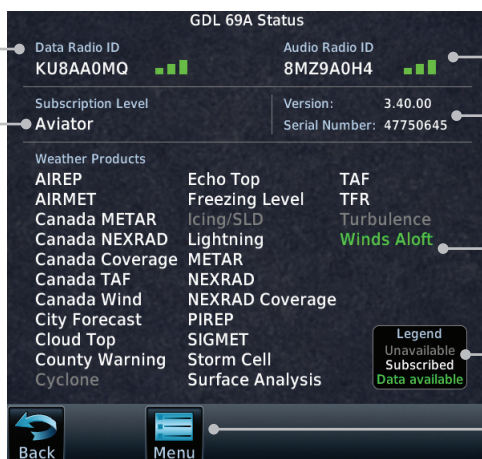 GDL 69A Status
Data Radio ID Audio Radio ID
KU8AA0MQ 8MZ9A0H4
Subscription Level Version: 3.40.00
Aviator Serial Number: 47750645
Weather Products
AIREP Echo Top TAF
AIRMET Freezing Level TFR
Canada METAR Icing/SLD Turbulence
Canada NEXRAD Lightning Winds Aloft
Canada Coverage METAR
Canada TAF NEXRAD
Canada Wind NEXRAD Coverage
City Forecast PIREP
Cloud Top SIGMET
County Warning Storm Cell
Cyclone Surface Analysis
Legend
Unavailable
Subscribed
Data available
Back Menu